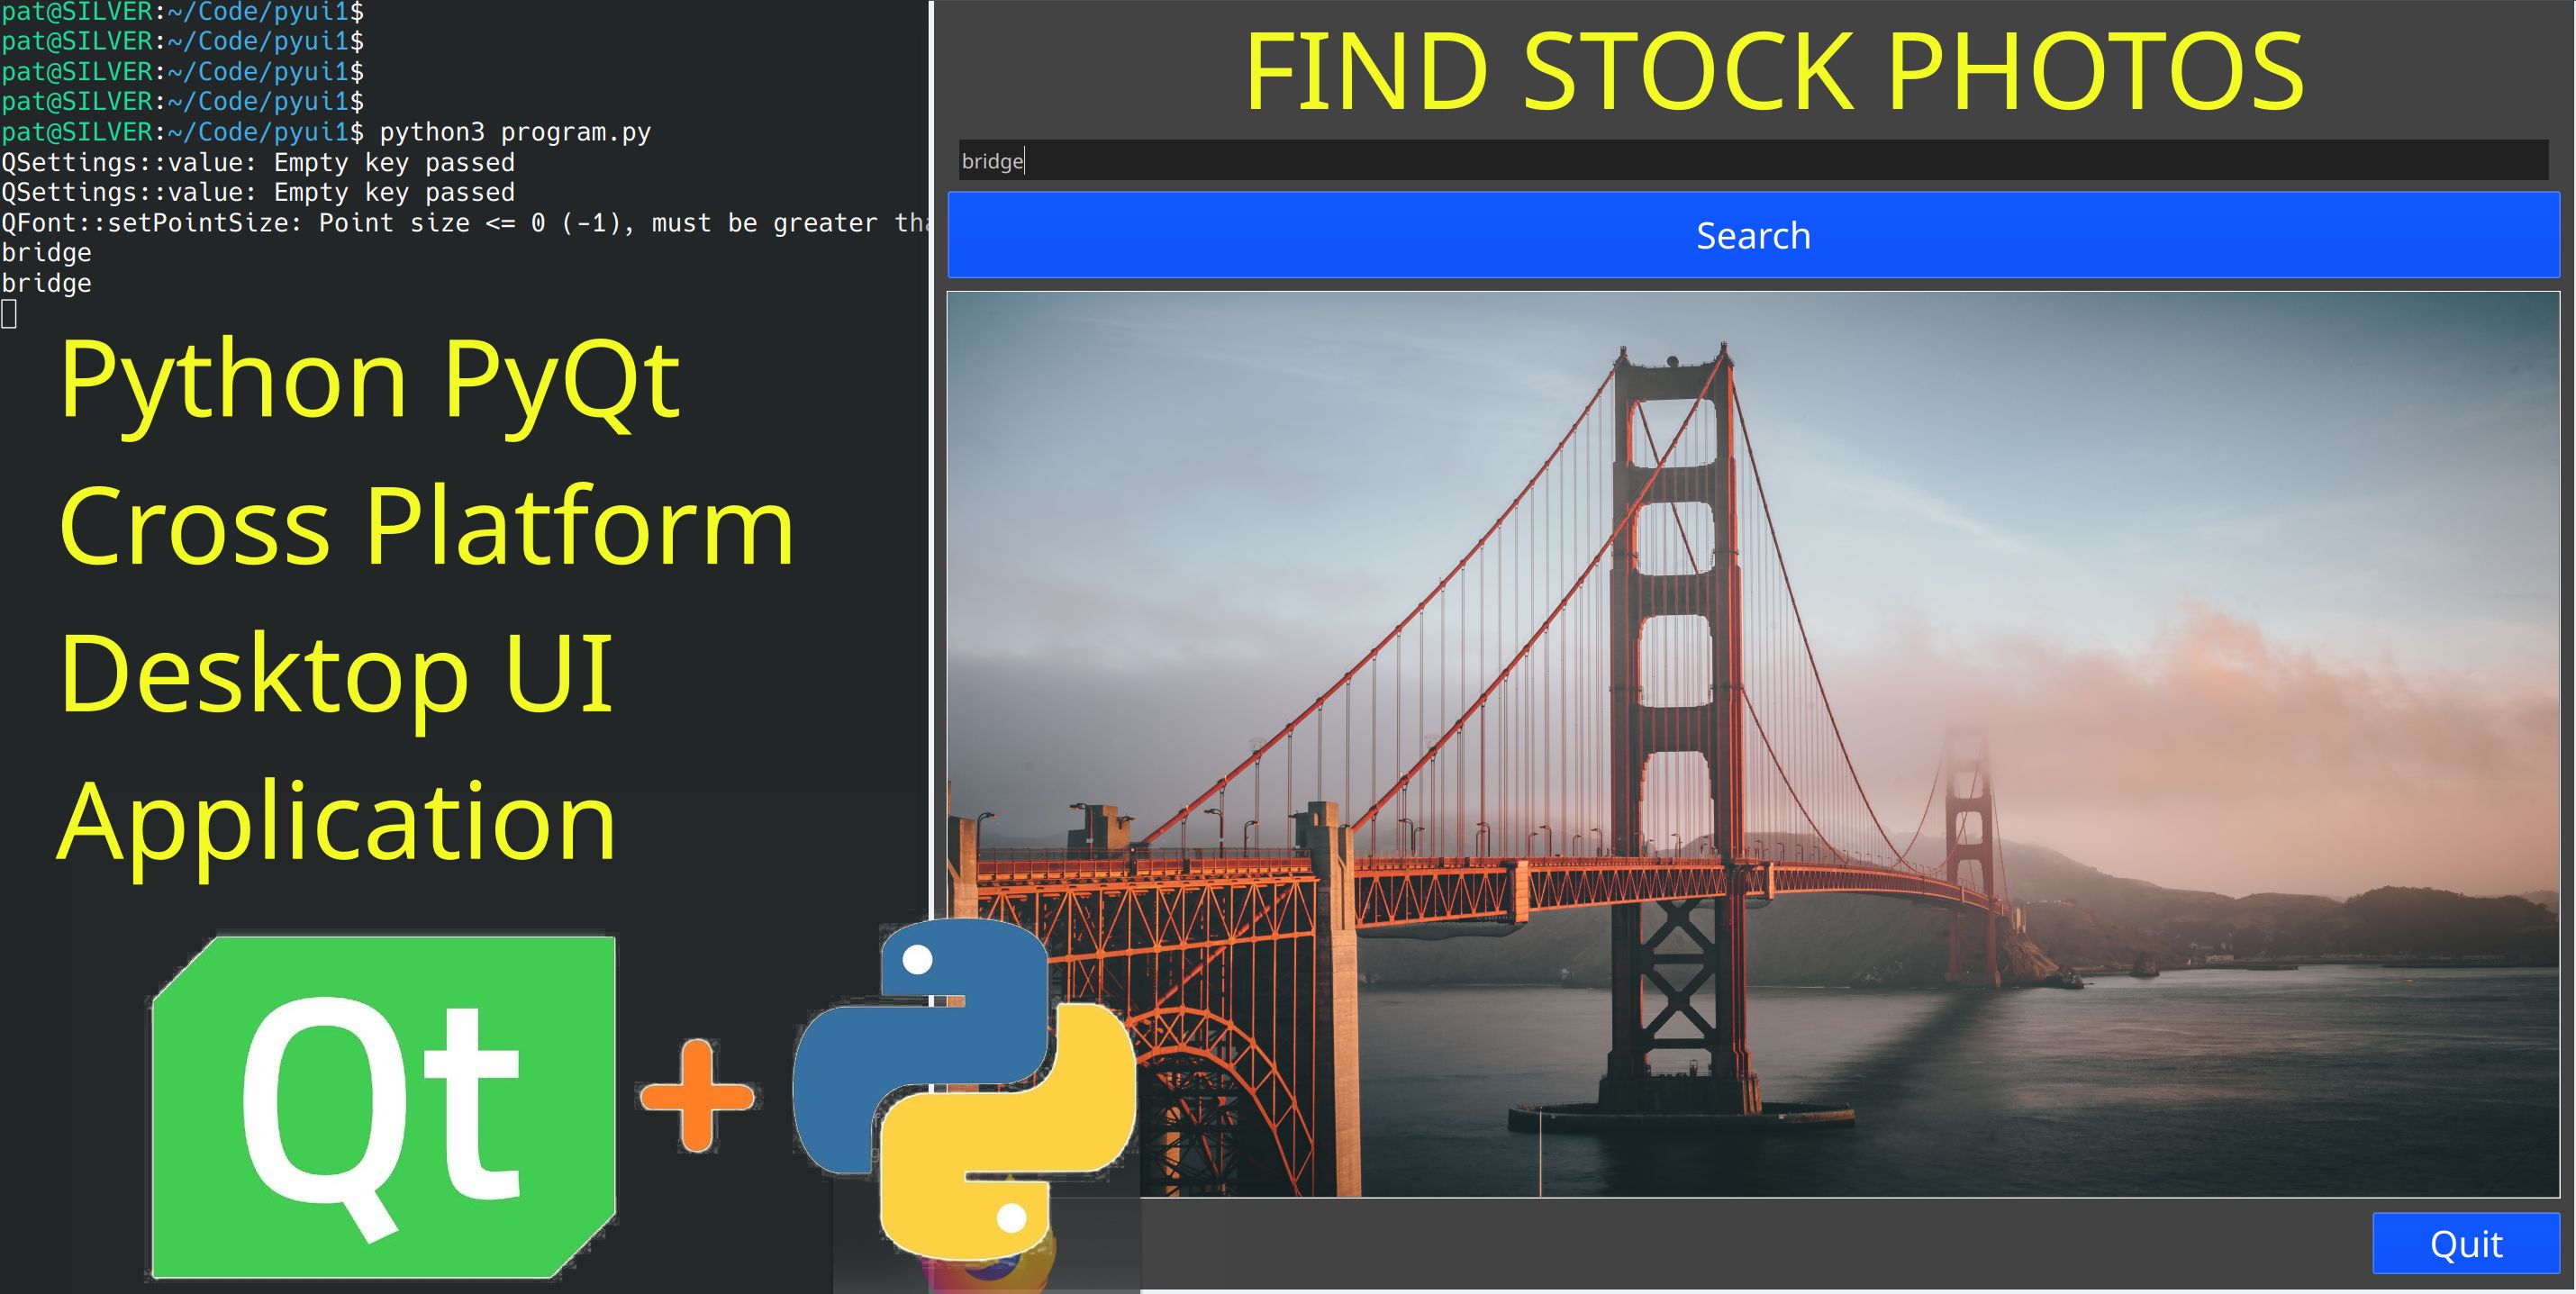 pat@SILVER:~/Code/pyui1$
pat@SILVER:~/Code/pyui1$
pat@SILVER:~/Code/pyui1$
pat@SILVER:~/Code/pyui1$
pat@SILVER:~/Code/pyui1$ python3 program.py
QSettings::value: Empty key passed
QSettings::value: Empty key passed
QFont::setPointSize: Point size <= 0 (-1), must be greater
bridge
bridge
Python PyQt
Cross Platform
Desktop UI
Application
Qt
FIND STOCK PHOTOS
bridge
Search
Quit